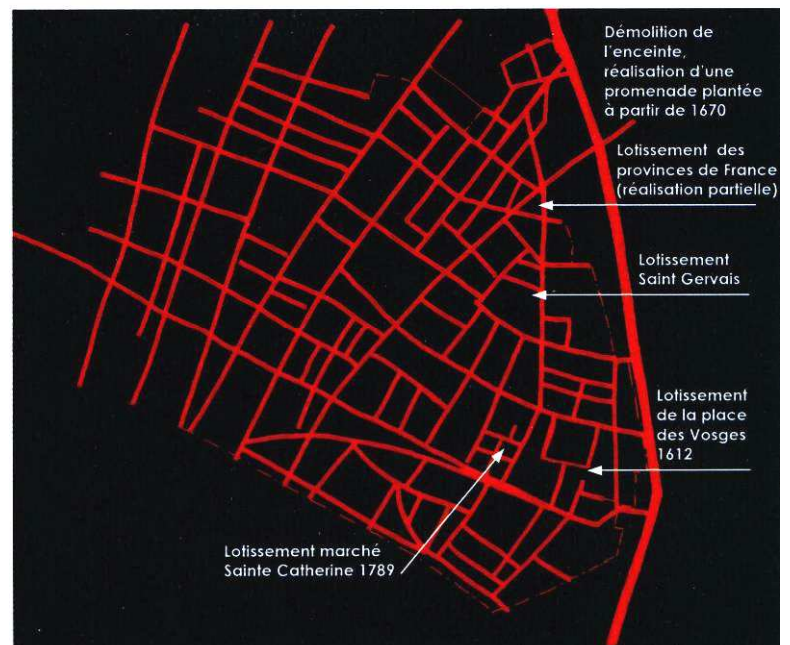 Démolition de
l'enceinte,
réalisation d'une
promenade plantée
à partir de 1670
Lotissement des
provinces de France
(réalisation partielle)
Lotissement
Saint Gervais
Lotissement
de la place
des Vosges
1612
Lotissement marché
Sainte Catherine 1789